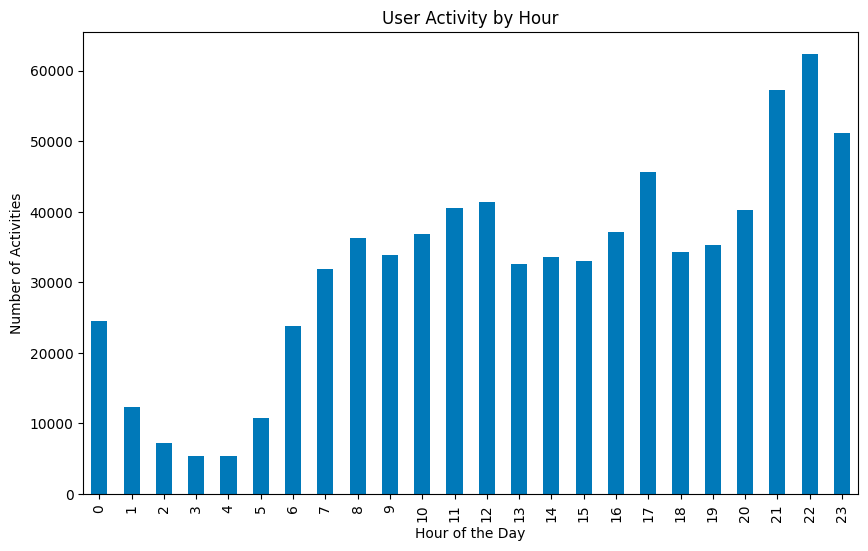 User Activity by Hour
Number of Activities
60000
50000
40000
30000
20000
10000
0
0 1 2 3 4 5 6 7 8 9 10 11 12 13 14 15 16 17 18 19 20 21 22 23
Hour of the Day